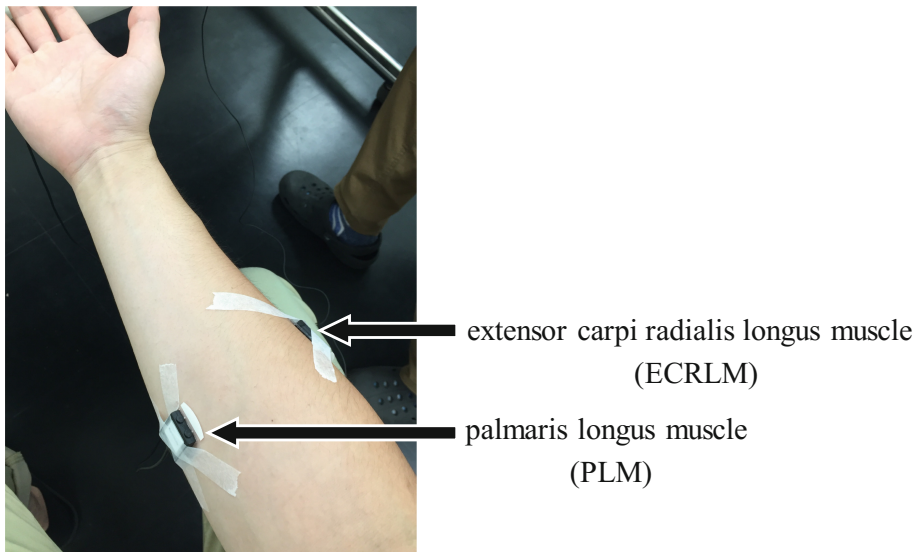 extensor carpi radialis longus muscle
(ECRLM)
palmaris longus muscle
(PLM)